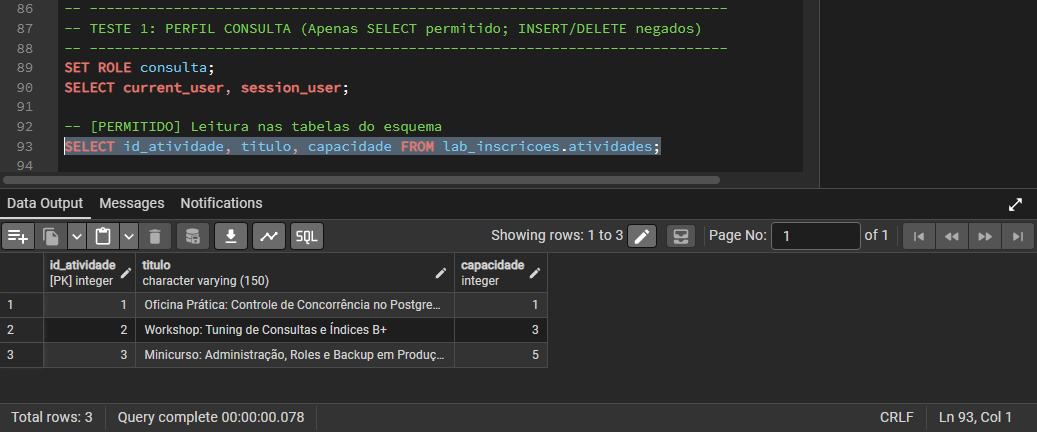 86 -- ----------------------------------------------------------------------------
87 -- TESTE 1: PERFIL CONSULTA (Apenas SELECT permitido; INSERT/DELETE negados)
88 -- ----------------------------------------------------------------------------
89 SET ROLE consulta;
90 SELECT current_user, session_user;
91
92 -- [PERMITIDO] Leitura nas tabelas do esquema
93 SELECT id_atividade, titulo, capacidade FROM lab_inscricoes.atividades;
94
Data Output Messages Notifications
SQL Showing rows: 1 to 3 Page No: 1 of 1
id_atividade titulo capacidade
[PK] integer character varying (150) integer
1 1 Oficina Prática: Controle de Concorrência no Postgre... 1
2 2 Workshop: Tuning de Consultas e Índices B+ 3
3 3 Minicurso: Administração, Roles e Backup em Produç... 5
Total rows: 3 Query complete 00:00:00.078 CRLF Ln 93, Col 1